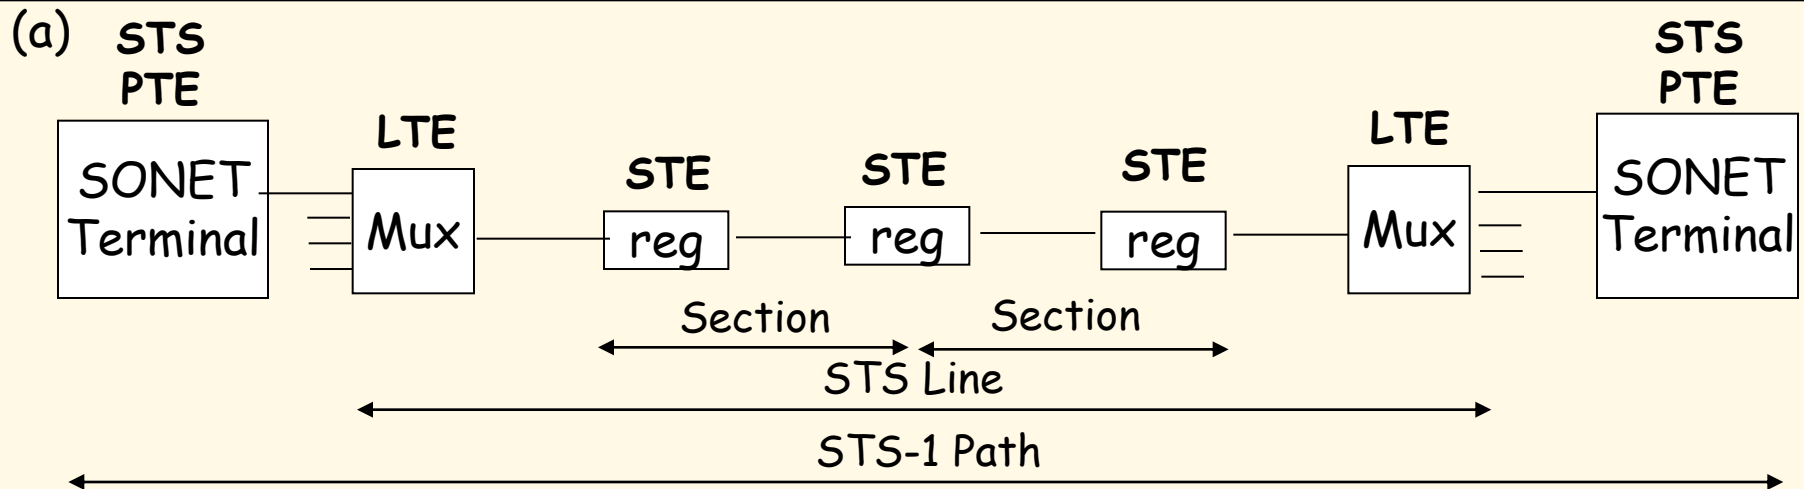 (a)
STS
PTE
SONET
Terminal
LTE
Mux
STE
reg
STE
reg
STE
reg
LTE
Mux
STS
PTE
SONET
Terminal
Section
Section
STS Line
STS-1 Path